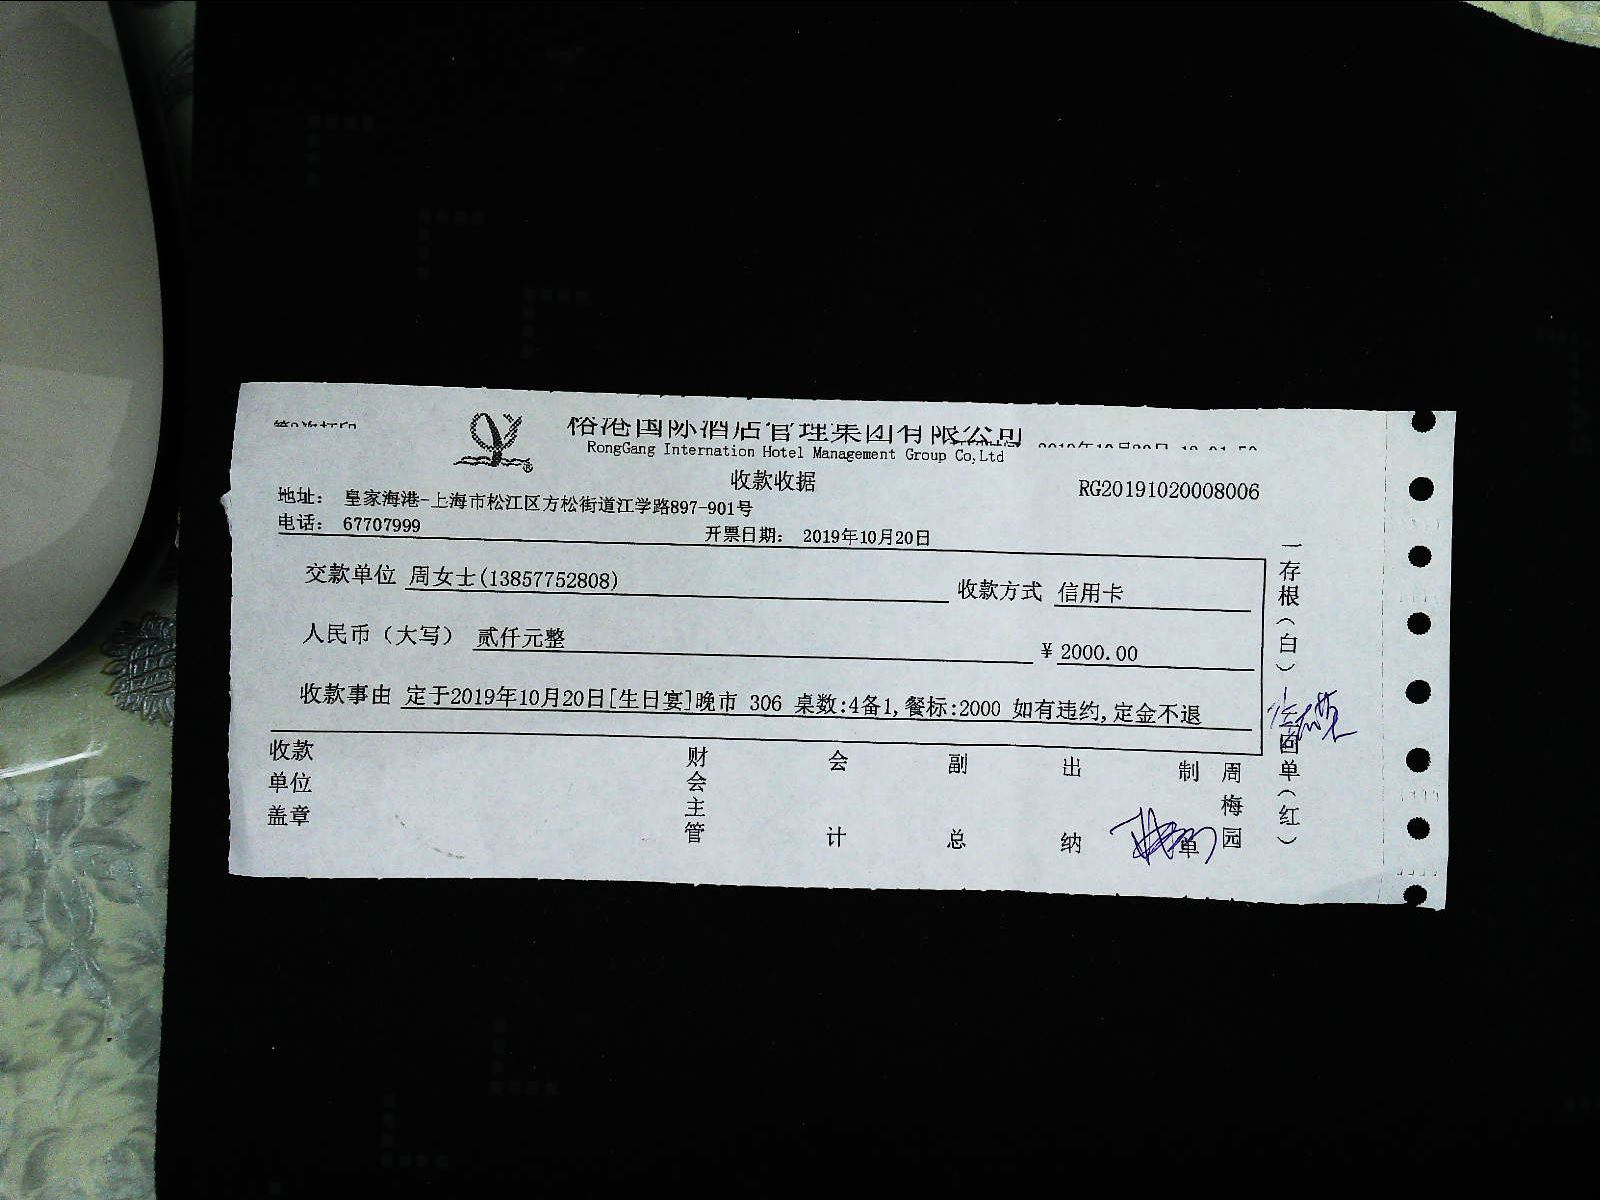 榕港国际酒店管理集团有限公司
RongGang Internation Hotel Management Group Co,Ltd
收款收据
RG20191020008006
地址： 皇家海港-上海市松江区方松街道江学路897-901号
电话： 67707999
开票日期： 2019年10月20日
交款单位 周女士(13857752808)
收款方式 信用卡
人民币（大写） 贰仟元整
¥ 2000.00
收款事由 定于2019年10月20日[生日宴]晚市 306 桌数:4备1,餐标:2000 如有违约,定金不退
收款单位盖章
财会主管
会计
副总
出纳
制单
周梅园
一存根（白）
回单（红）